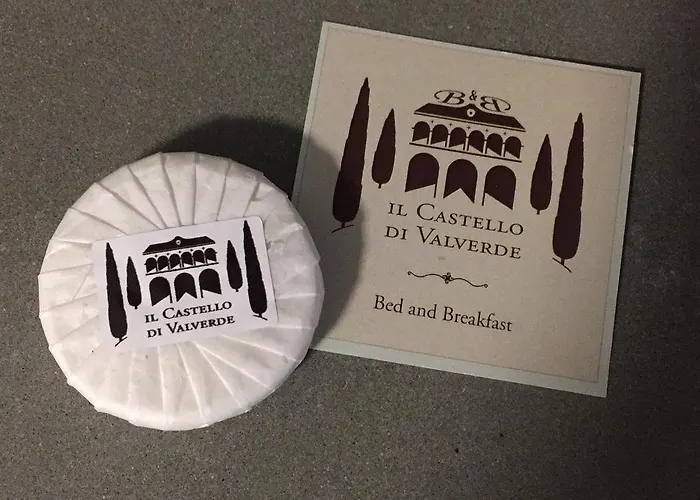 IL CASTELLO
DI VALVERDE
B&B
IL CASTELLO
DI VALVERDE
Bed and Breakfast